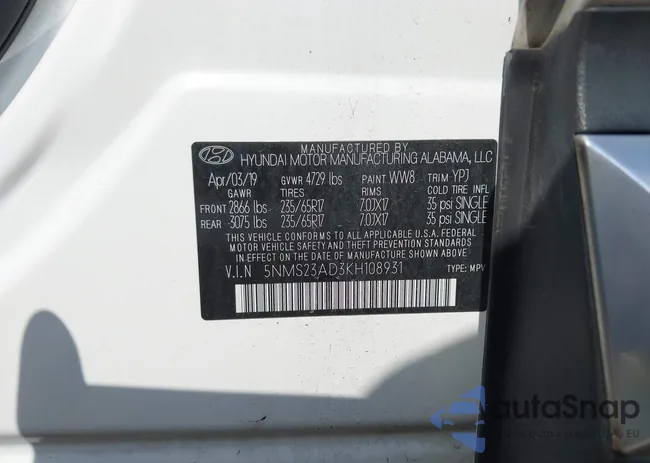 MANUFACTURED BY
HYUNDAI MOTOR MANUFACTURING ALABAMA, LLC
Apr/03/19 GVWR 4729 lbs PAINT WW8 TRIM YPJ
GAWR TIRES RIMS COLD TIRE INFL
FRONT 2866 lbs 235/65R17 7.0JX17 35 psi SINGLE
REAR 3075 lbs 235/65R17 7.0JX17 35 psi SINGLE
THIS VEHICLE CONFORMS TO ALL APPLICABLE U.S.A. FEDERAL
MOTOR VEHICLE SAFETY AND THEFT PREVENTION STANDARDS
IN EFFECT ON THE DATE OF MANUFACTURE SHOWN ABOVE
V.I.N 5NMS23AD3KH108931 TYPE: MPV
autoSnap